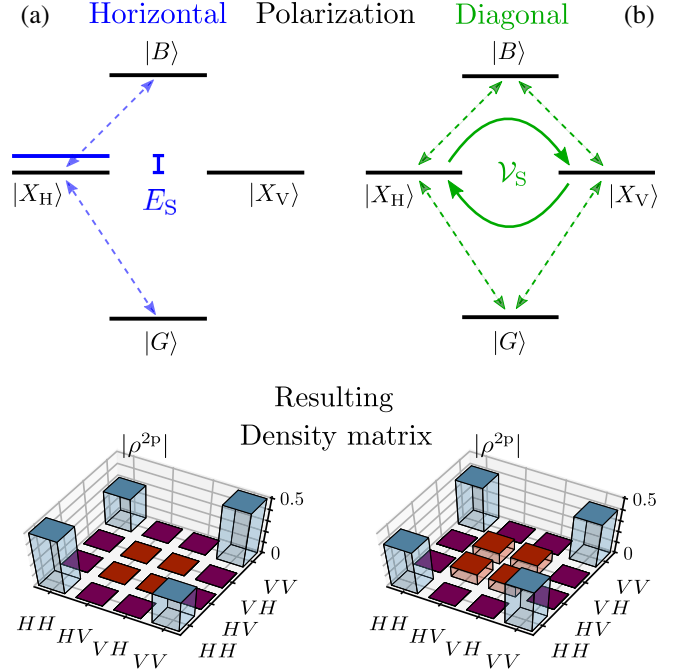 (a) Horizontal Polarization Diagonal (b)
|B⟩ |B⟩
|X_H⟩ E_S |X_V⟩ |X_H⟩ 𝒱_S |X_V⟩
|G⟩ |G⟩
Resulting
Density matrix
|ρ^2p| |ρ^2p|
0.5 0.5
0 0
HH HV VH VV HH HV VH VV
HH HV VH VV HH HV VH VV